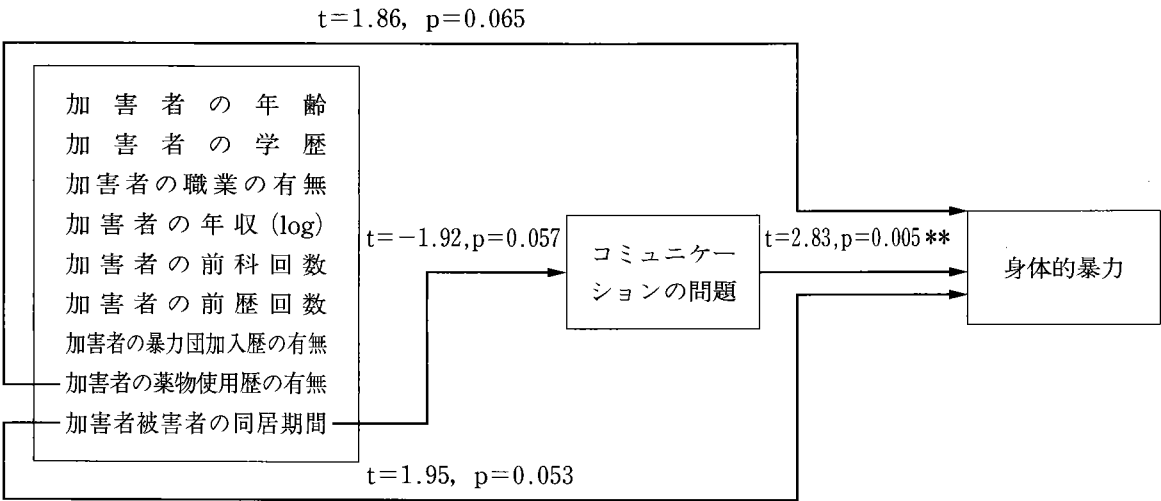 t=1.86, p=0.065
加害者の年齢
加害者の学歴
加害者の職業の有無
加害者の年収(log)
加害者の前科回数
加害者の前歴回数
加害者の暴力団加入歴の有無
加害者の薬物使用歴の有無
加害者被害者の同居期間
t=-1.92,p=0.057
コミュニケー
ションの問題
t=2.83,p=0.005**
身体的暴力
t=1.95, p=0.053